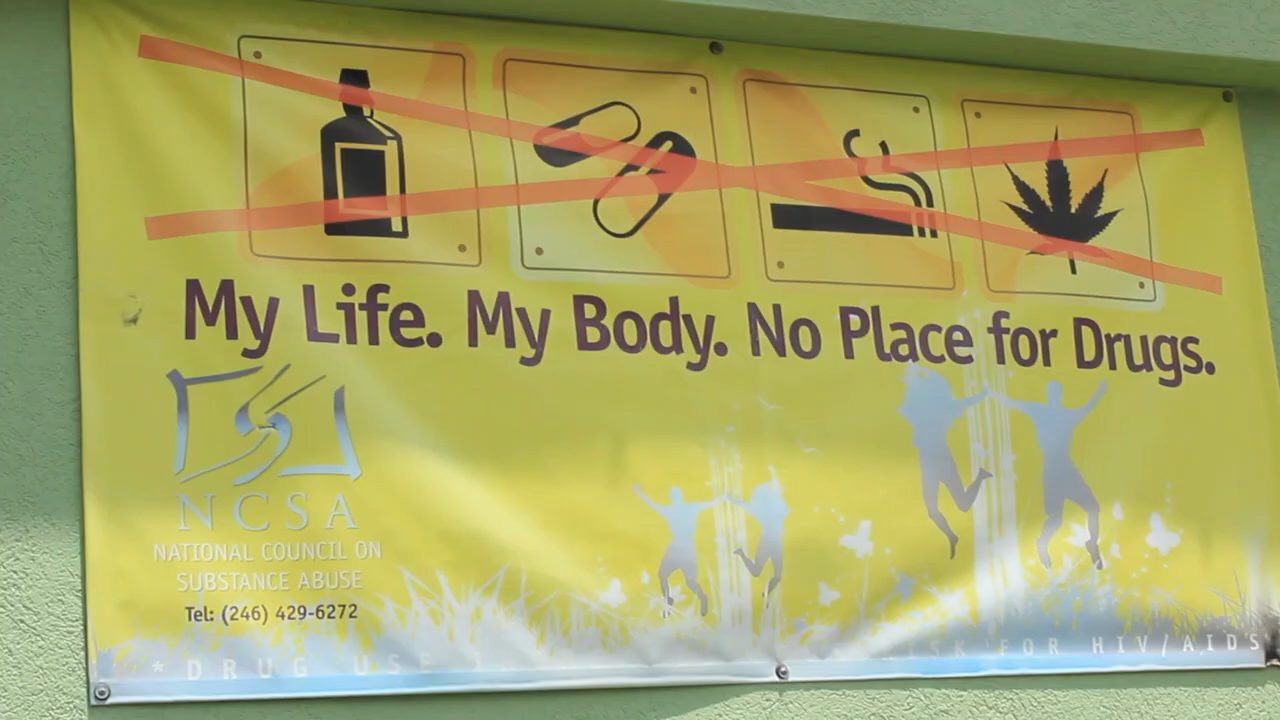 My Life. My Body. No Place for Drugs.
NCSA
NATIONAL COUNCIL ON
SUBSTANCE ABUSE
Tel: (246) 429-6272
*DRUG USE FOR HIV/AIDS